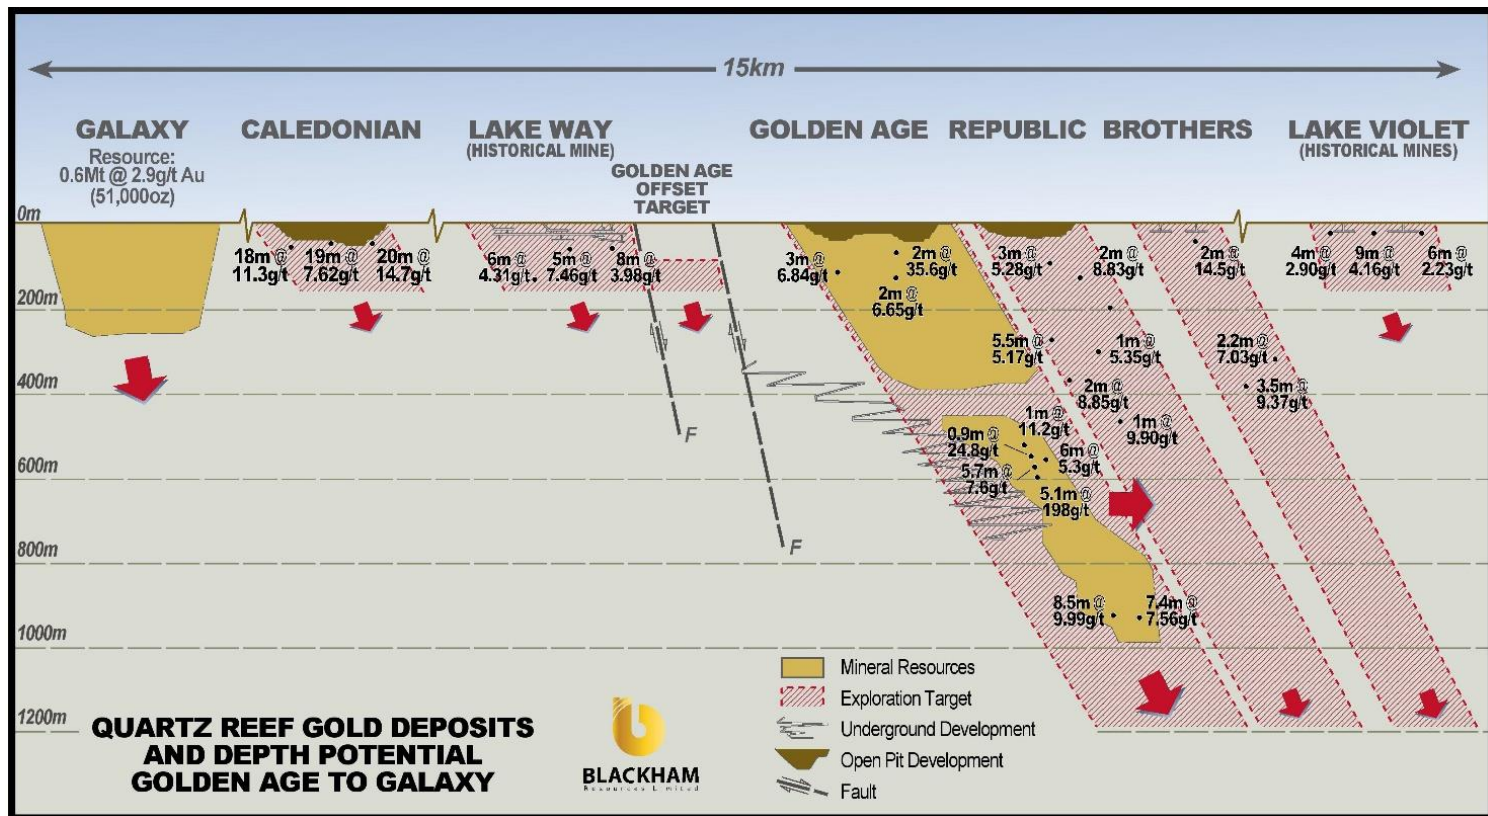 15km
GALAXY
Resource:
0.6Mt @ 2.9g/t Au
(51,000oz)
CALEDONIAN
LAKE WAY
(HISTORICAL MINE)
GOLDEN AGE
OFFSET
TARGET
GOLDEN AGE
REPUBLIC
BROTHERS
LAKE VIOLET
(HISTORICAL MINES)
0m
18m @
11.3g/t
19m @
7.62g/t
20m @
14.7g/t
6m @
4.31g/t
5m @
7.46g/t
8m @
3.98g/t
3m @
6.84g/t
2m @
35.6g/t
2m @
6.65g/t
3m @
5.28g/t
2m @
8.83g/t
2m @
14.5g/t
4m @
2.90g/t
9m @
4.16g/t
6m @
2.23g/t
200m
5.5m @
5.17g/t
1m @
5.35g/t
2.2m @
7.03g/t
400m
2m @
8.85g/t
3.5m @
9.37g/t
1m @
11.2g/t
1m @
9.90g/t
F
0.9m @
24.8g/t
6m @
5.3g/t
600m
5.7m @
7.6g/t
5.1m @
198g/t
800m
F
8.5m @
9.99g/t
7.4m @
7.56g/t
1000m
1200m
QUARTZ REEF GOLD DEPOSITS
AND DEPTH POTENTIAL
GOLDEN AGE TO GALAXY
BLACKHAM
Resources Limited
Mineral Resources
Exploration Target
Underground Development
Open Pit Development
Fault